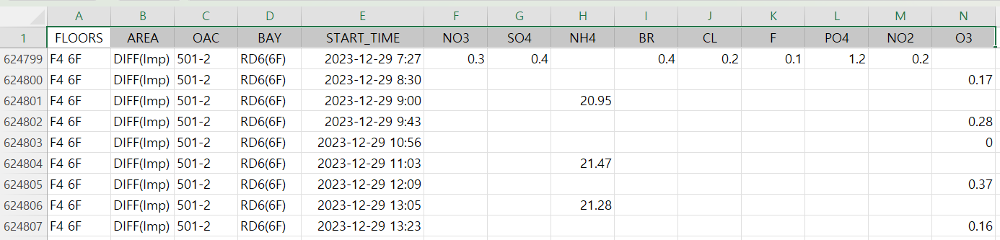 A B C D E F G H I J K L M N
1 FLOORS AREA OAC BAY START_TIME NO3 SO4 NH4 BR CL F PO4 NO2 O3
624799 F4 6F DIFF(Imp) 501-2 RD6(6F) 2023-12-29 7:27 0.3 0.4 0.4 0.2 0.1 1.2 0.2
624800 F4 6F DIFF(Imp) 501-2 RD6(6F) 2023-12-29 8:30 0.17
624801 F4 6F DIFF(Imp) 501-2 RD6(6F) 2023-12-29 9:00 20.95
624802 F4 6F DIFF(Imp) 501-2 RD6(6F) 2023-12-29 9:43 0.28
624803 F4 6F DIFF(Imp) 501-2 RD6(6F) 2023-12-29 10:56 0
624804 F4 6F DIFF(Imp) 501-2 RD6(6F) 2023-12-29 11:03 21.47
624805 F4 6F DIFF(Imp) 501-2 RD6(6F) 2023-12-29 12:09 0.37
624806 F4 6F DIFF(Imp) 501-2 RD6(6F) 2023-12-29 13:05 21.28
624807 F4 6F DIFF(Imp) 501-2 RD6(6F) 2023-12-29 13:23 0.16